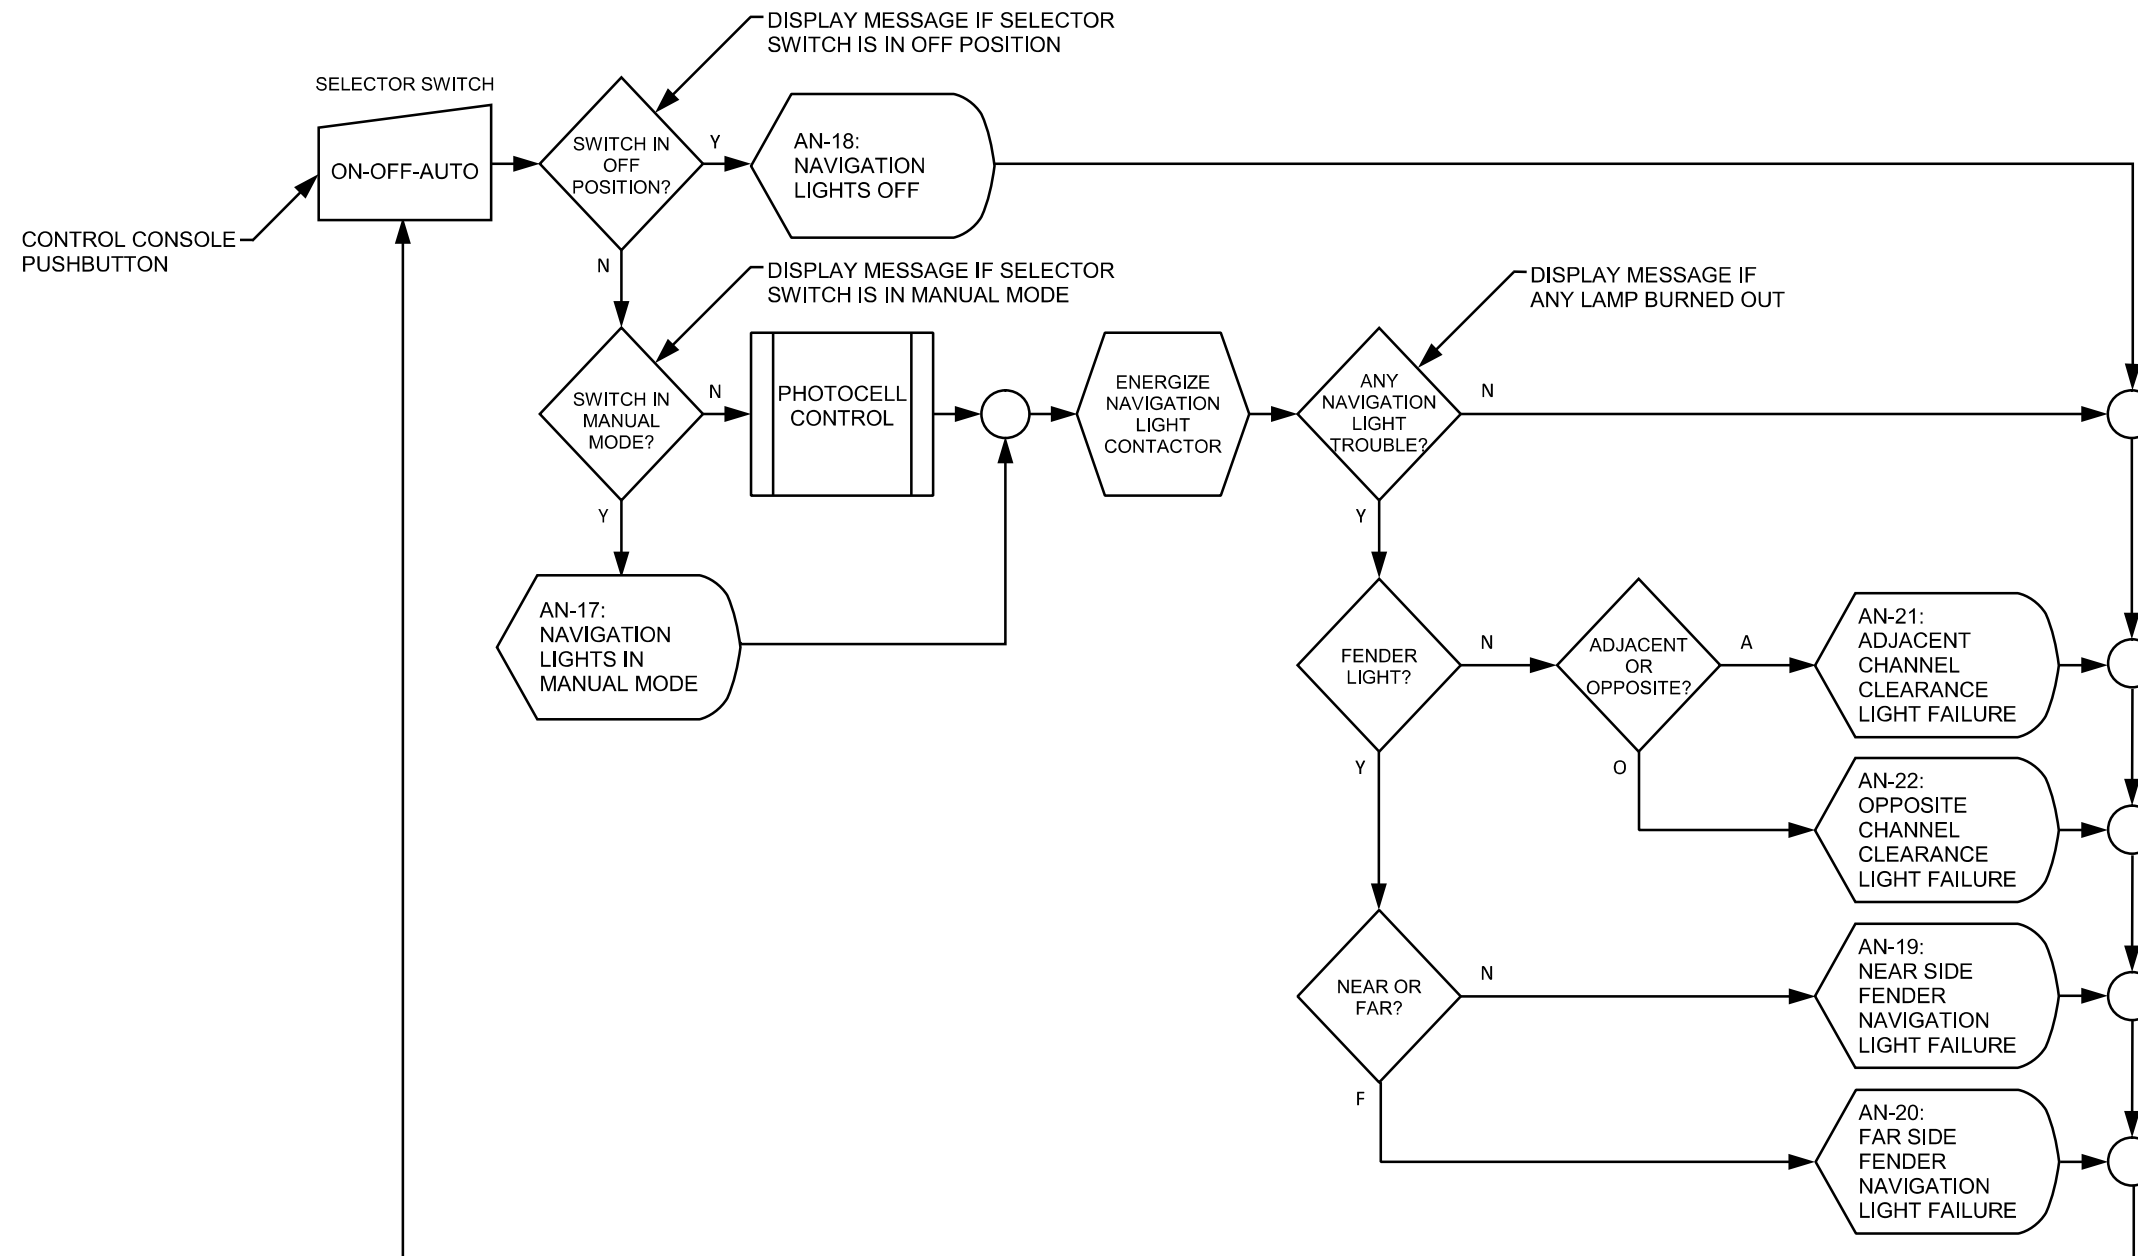 DISPLAY MESSAGE IF SELECTOR
SWITCH IS IN OFF POSITION
SELECTOR SWITCH
ON-OFF-AUTO
CONTROL CONSOLE
PUSHBUTTON
SWITCH IN
OFF
POSITION?
Y
N
AN-18:
NAVIGATION
LIGHTS OFF
DISPLAY MESSAGE IF SELECTOR
SWITCH IS IN MANUAL MODE
SWITCH IN
MANUAL
MODE?
N
Y
PHOTOCELL
CONTROL
AN-17:
NAVIGATION
LIGHTS IN
MANUAL MODE
ENERGIZE
NAVIGATION
LIGHT
CONTACTOR
DISPLAY MESSAGE IF
ANY LAMP BURNED OUT
ANY
NAVIGATION
LIGHT
TROUBLE?
N
Y
FENDER
LIGHT?
N
Y
ADJACENT
OR
OPPOSITE?
A
O
AN-21:
ADJACENT
CHANNEL
CLEARANCE
LIGHT FAILURE
AN-22:
OPPOSITE
CHANNEL
CLEARANCE
LIGHT FAILURE
NEAR OR
FAR?
N
F
AN-19:
NEAR SIDE
FENDER
NAVIGATION
LIGHT FAILURE
AN-20:
FAR SIDE
FENDER
NAVIGATION
LIGHT FAILURE